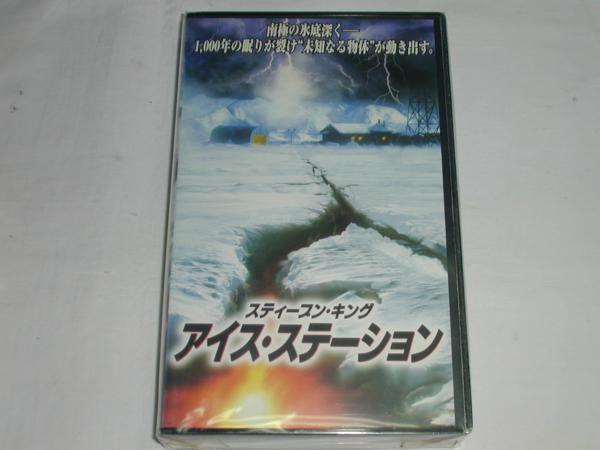 南極の氷底深く―
1,000年の眠りが裂け“未知なる物体”が動き出す。
スティーブン・キング
アイス・ステーション